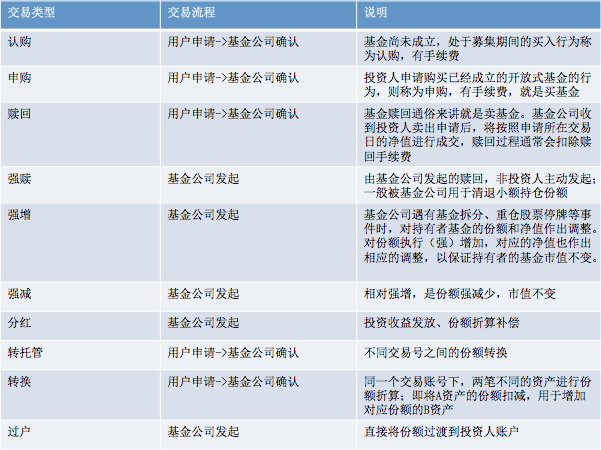 交易类型 交易流程 说明
认购 用户申请->基金公司确认 基金尚未成立，处于募集期间的买入行为称
为认购，有手续费
申购 用户申请->基金公司确认 投资人申请购买已经成立的开放式基金的行
为，则称为申购，有手续费，就是买基金
赎回 用户申请->基金公司确认 基金赎回通俗来讲就是卖基金。基金公司收
到投资人卖出申请后，将按照申请所在交易
日的净值进行成交，赎回过程通常会扣除赎
回手续费
强赎 基金公司发起 由基金公司发起的赎回，非投资人主动发起；
一般被基金公司用于清退小额持仓份额
强增 基金公司发起 基金公司遇有基金拆分、重仓股票停牌等
事件时，对持有者基金的份额和净值作出调整。
对份额执行（强）增加，对应的净值也作出
相应的调整，以保证持有者的基金市值不变。
强减 基金公司发起 相对强增，是份额强减少，市值不变
分红 基金公司发起 投资收益发放、份额折算补偿
转托管 用户申请->基金公司确认 不同交易号之间的份额转换
转换 用户申请->基金公司确认 同一个交易账号下，两笔不同的资产进行份
额折算；即将A资产的份额扣减，用于增加
对应份额的B资产
过户 基金公司发起 直接将份额过渡到投资人账户